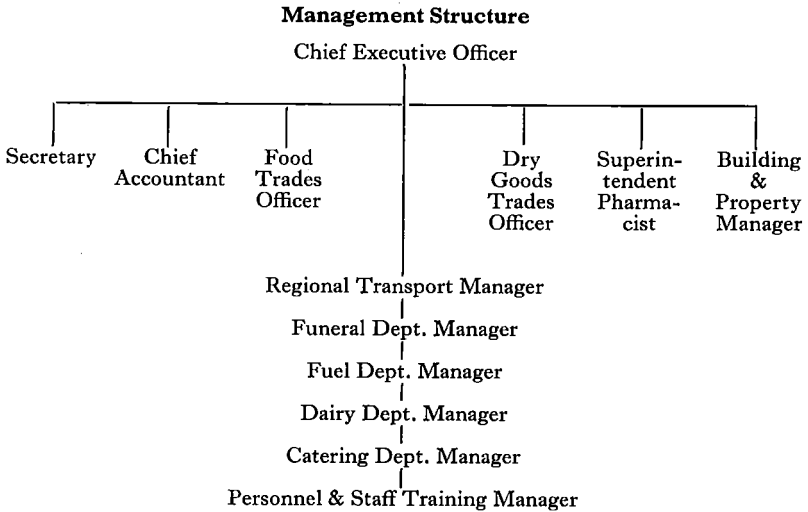 Management Structure
Chief Executive Officer
Secretary
Chief
Accountant
Food
Trades
Officer
Dry
Goods
Trades
Officer
Superin-
tendent
Pharma-
cist
Building
&
Property
Manager
Regional Transport Manager
Funeral Dept. Manager
Fuel Dept. Manager
Dairy Dept. Manager
Catering Dept. Manager
Personnel & Staff Training Manager